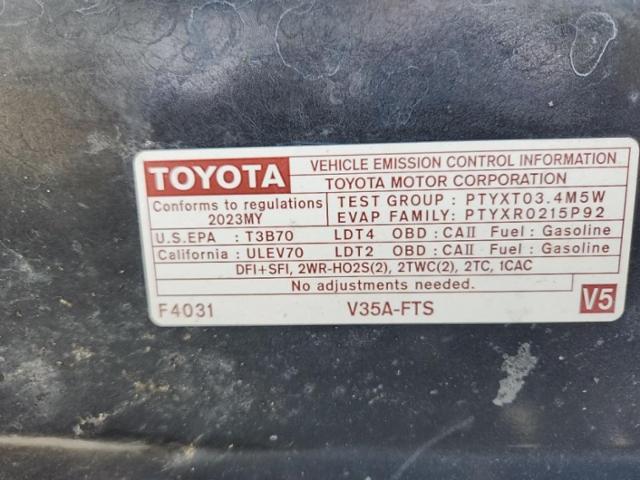 TOYOTA
VEHICLE EMISSION CONTROL INFORMATION
TOYOTA MOTOR CORPORATION
Conforms to regulations
2023MY
TEST GROUP : PTYXT03.4M5W
EVAP FAMILY: PTYXR0215P92
U.S.EPA : T3B70 LDT4 OBD : CAII Fuel : Gasoline
California : ULEV70 LDT2 OBD : CAII Fuel : Gasoline
DFI+SFI, 2WR-HO2S(2), 2TWC(2), 2TC, 1CAC
No adjustments needed.
F4031 V35A-FTS V5